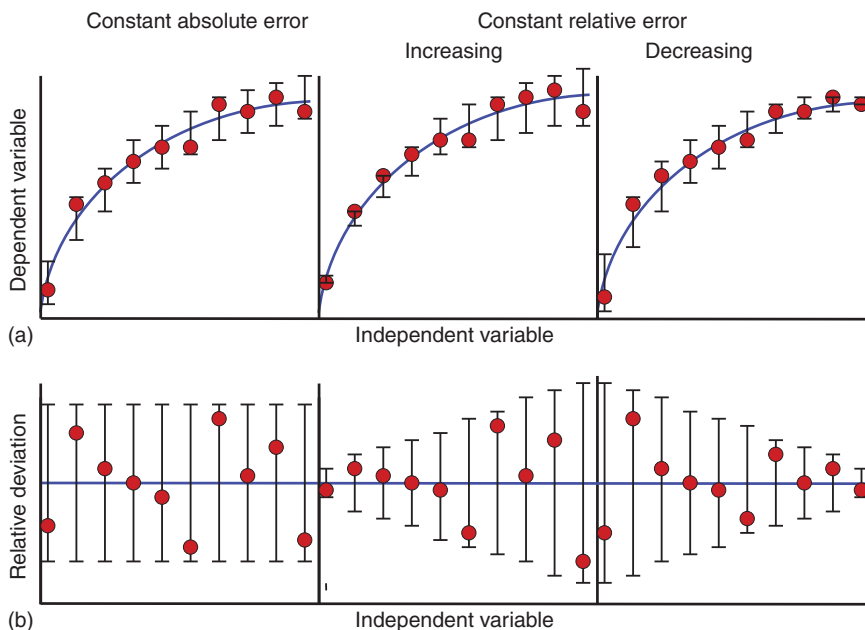 Constant absolute error
Constant relative error
Increasing
Decreasing
Dependent variable
(a)
Independent variable
Relative deviation
(b)
Independent variable